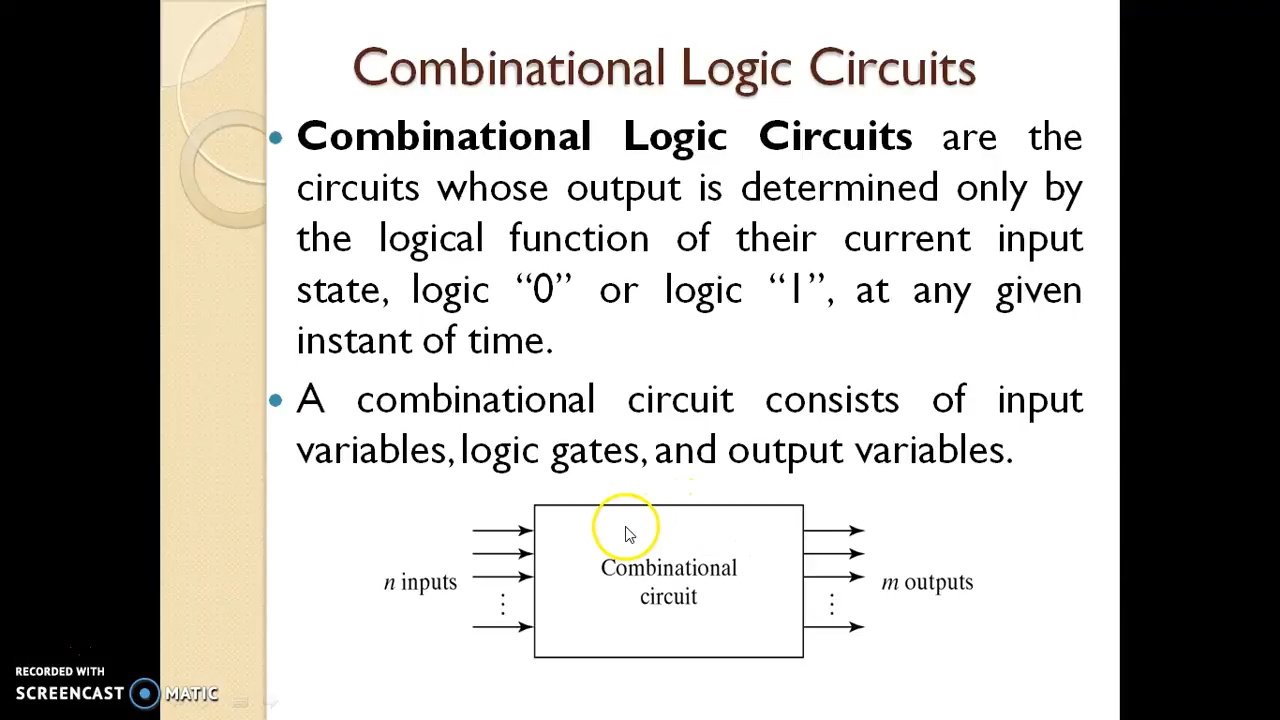 Combinational Logic Circuits
Combinational Logic Circuits are the
circuits whose output is determined only by
the logical function of their current input
state, logic “0” or logic “1”, at any given
instant of time.
A combinational circuit consists of input
variables, logic gates, and output variables.
n inputs
Combinational
circuit
m outputs
RECORDED WITH
SCREENCAST MATIC